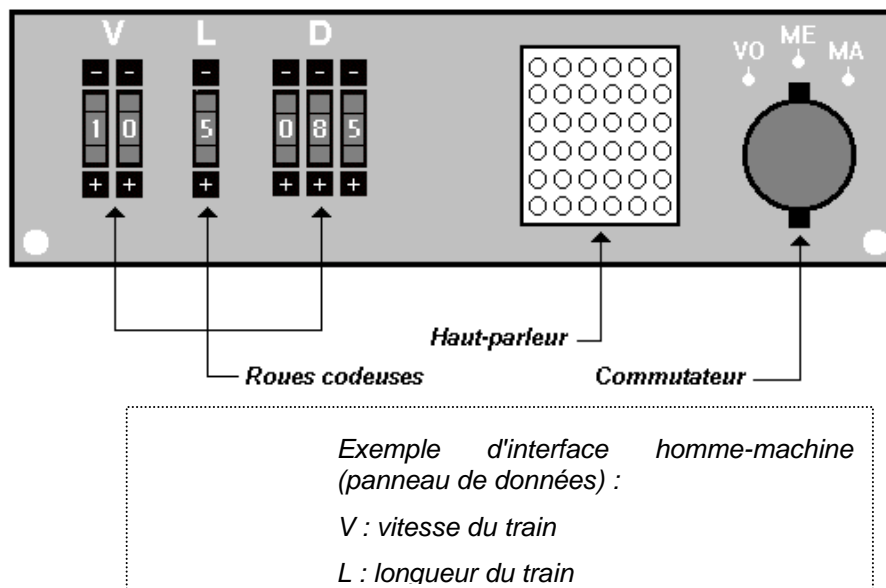 V L D
VO ME MA
- - - - - -
1 0 5 0 8 5
+ + + + + +
Haut-parleur
Roues codeuses Commutateur
Exemple d'interface homme-machine
(panneau de données) :
V : vitesse du train
L : longueur du train